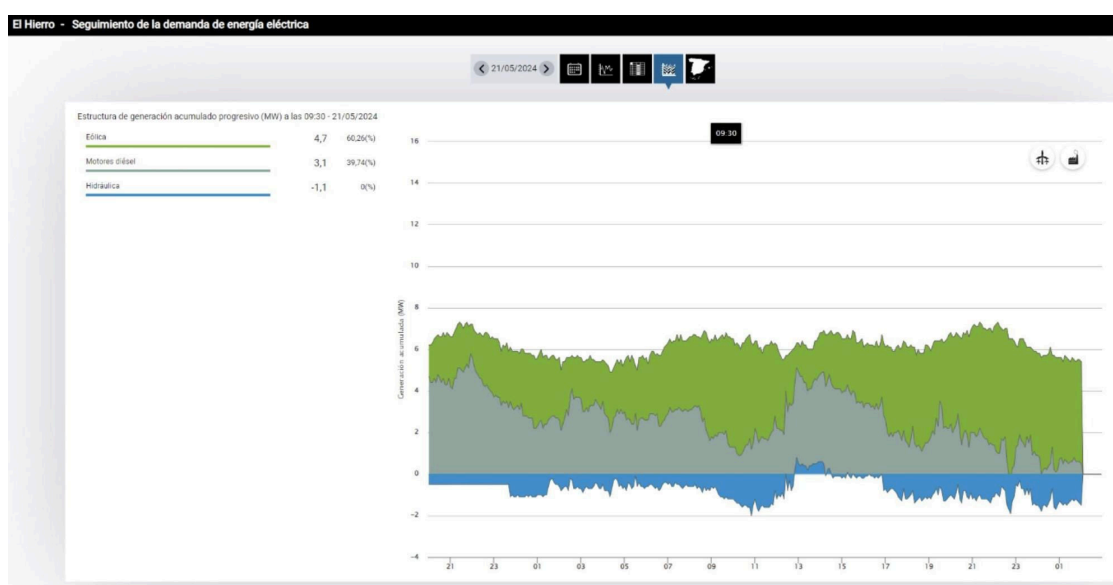 El Hierro - Seguimiento de la demanda de energía eléctrica
21/05/2024
Estructura de generación acumulado progresivo (MW) a las 09:30 - 21/05/2024
Eólica 4,7 60,26(%)
Motores diésel 3,1 39,74(%)
Hidráulica -1,1 0(%)
09:30
Generación acumulada (MW)
16
14
12
10
8
6
4
2
0
-2
-4
21 23 01 03 05 07 09 11 13 15 17 19 21 23 01